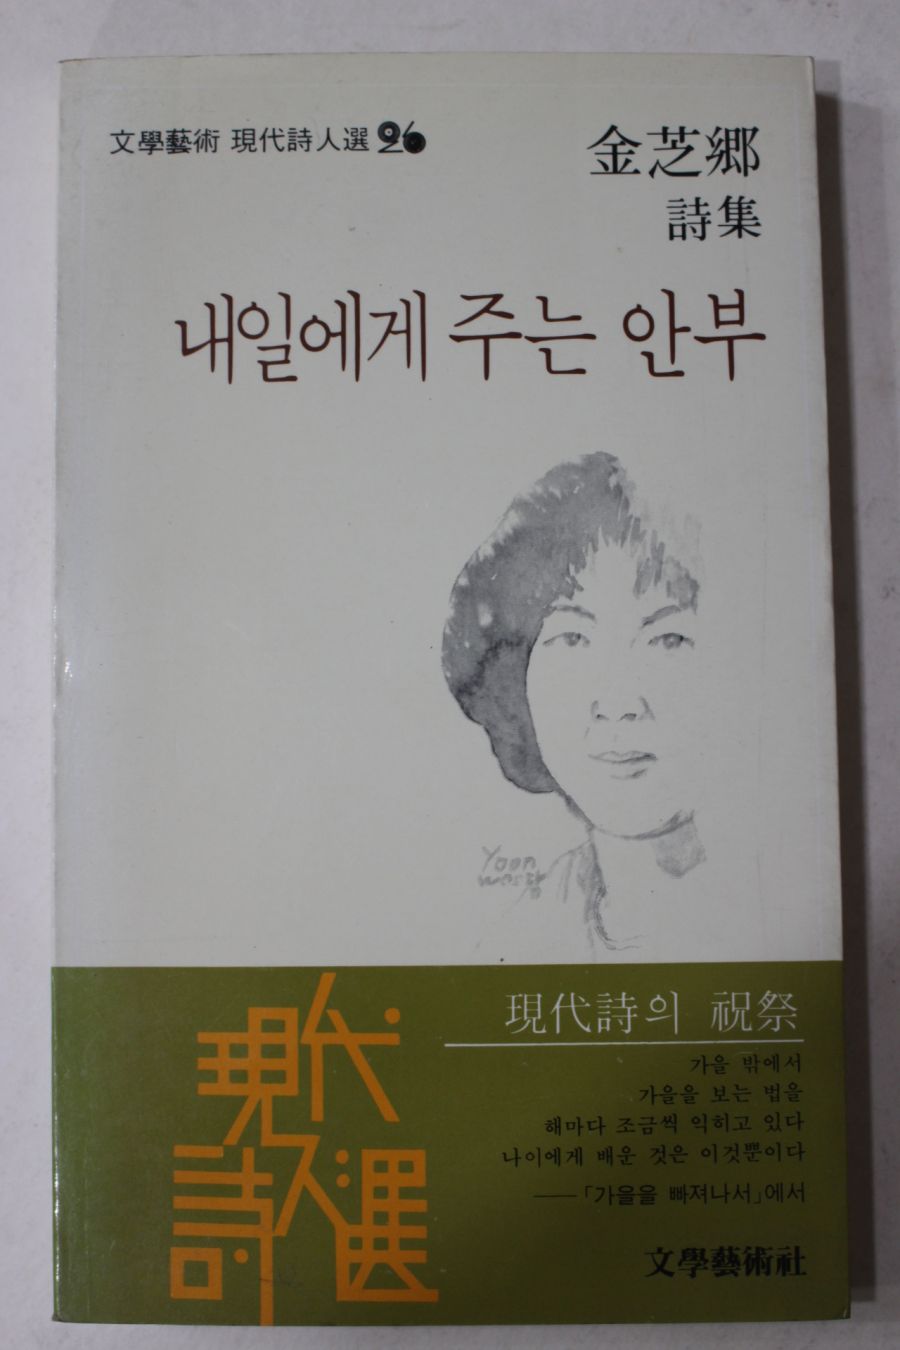 文學藝術 現代詩人選 26
金芝鄕
詩集
내일에게 주는 안부
Yoon
現代詩人選
現代詩의 祝祭
가을 밖에서
가을을 보는 법을
해마다 조금씩 익히고 있다
나이에게 배운 것은 이것뿐이다
──「가을을 빠져나서」에서
文學藝術社